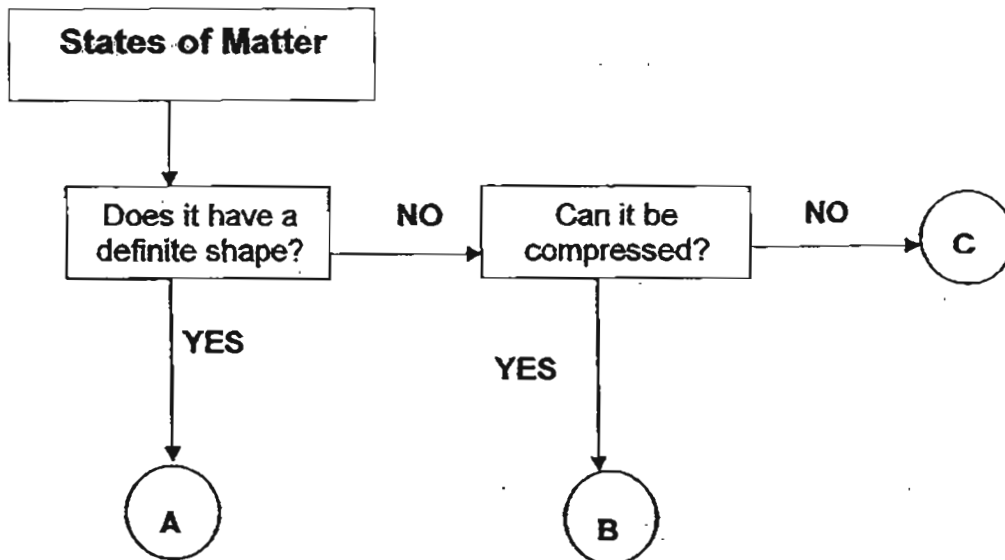 States of Matter
Does it have a
definite shape?
NO
Can it be
compressed?
NO
C
YES
YES
A
B